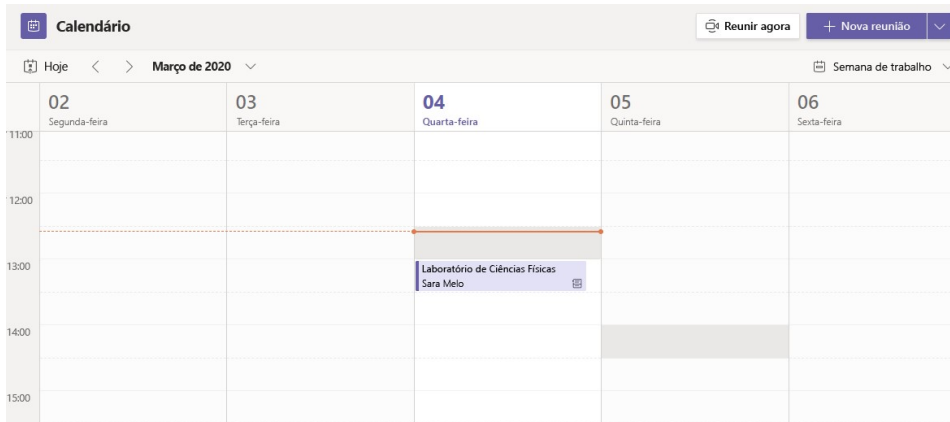 Calendário
Reunir agora
+ Nova reunião
Hoje
Março de 2020
Semana de trabalho
02
Segunda-feira
03
Terça-feira
04
Quarta-feira
05
Quinta-feira
06
Sexta-feira
11:00
12:00
13:00
Laboratório de Ciências Físicas
Sara Melo
14:00
15:00